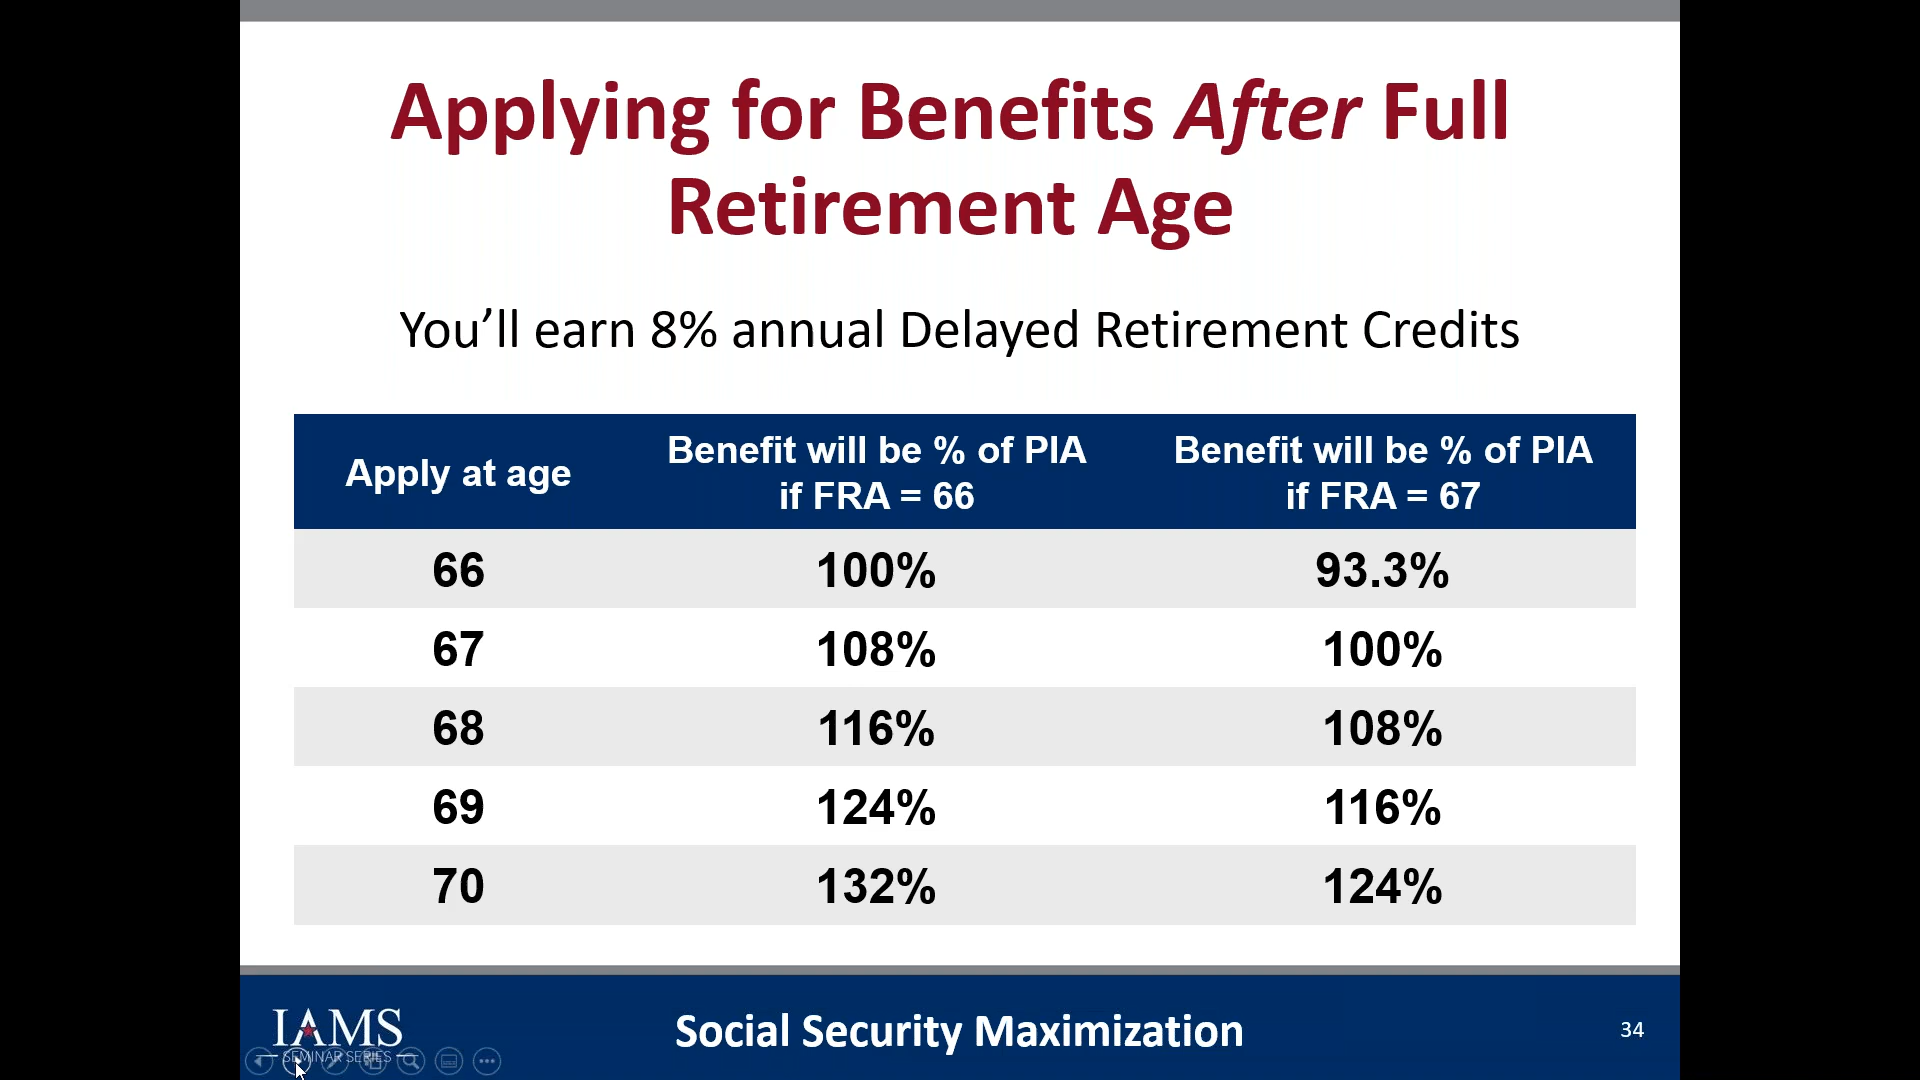 Applying for Benefits After Full
Retirement Age
You’ll earn 8% annual Delayed Retirement Credits
Apply at age
Benefit will be % of PIA
if FRA = 66
Benefit will be % of PIA
if FRA = 67
66 100% 93.3%
67 108% 100%
68 116% 108%
69 124% 116%
70 132% 124%
IAMS
SEMINAR SERIES
Social Security Maximization
34